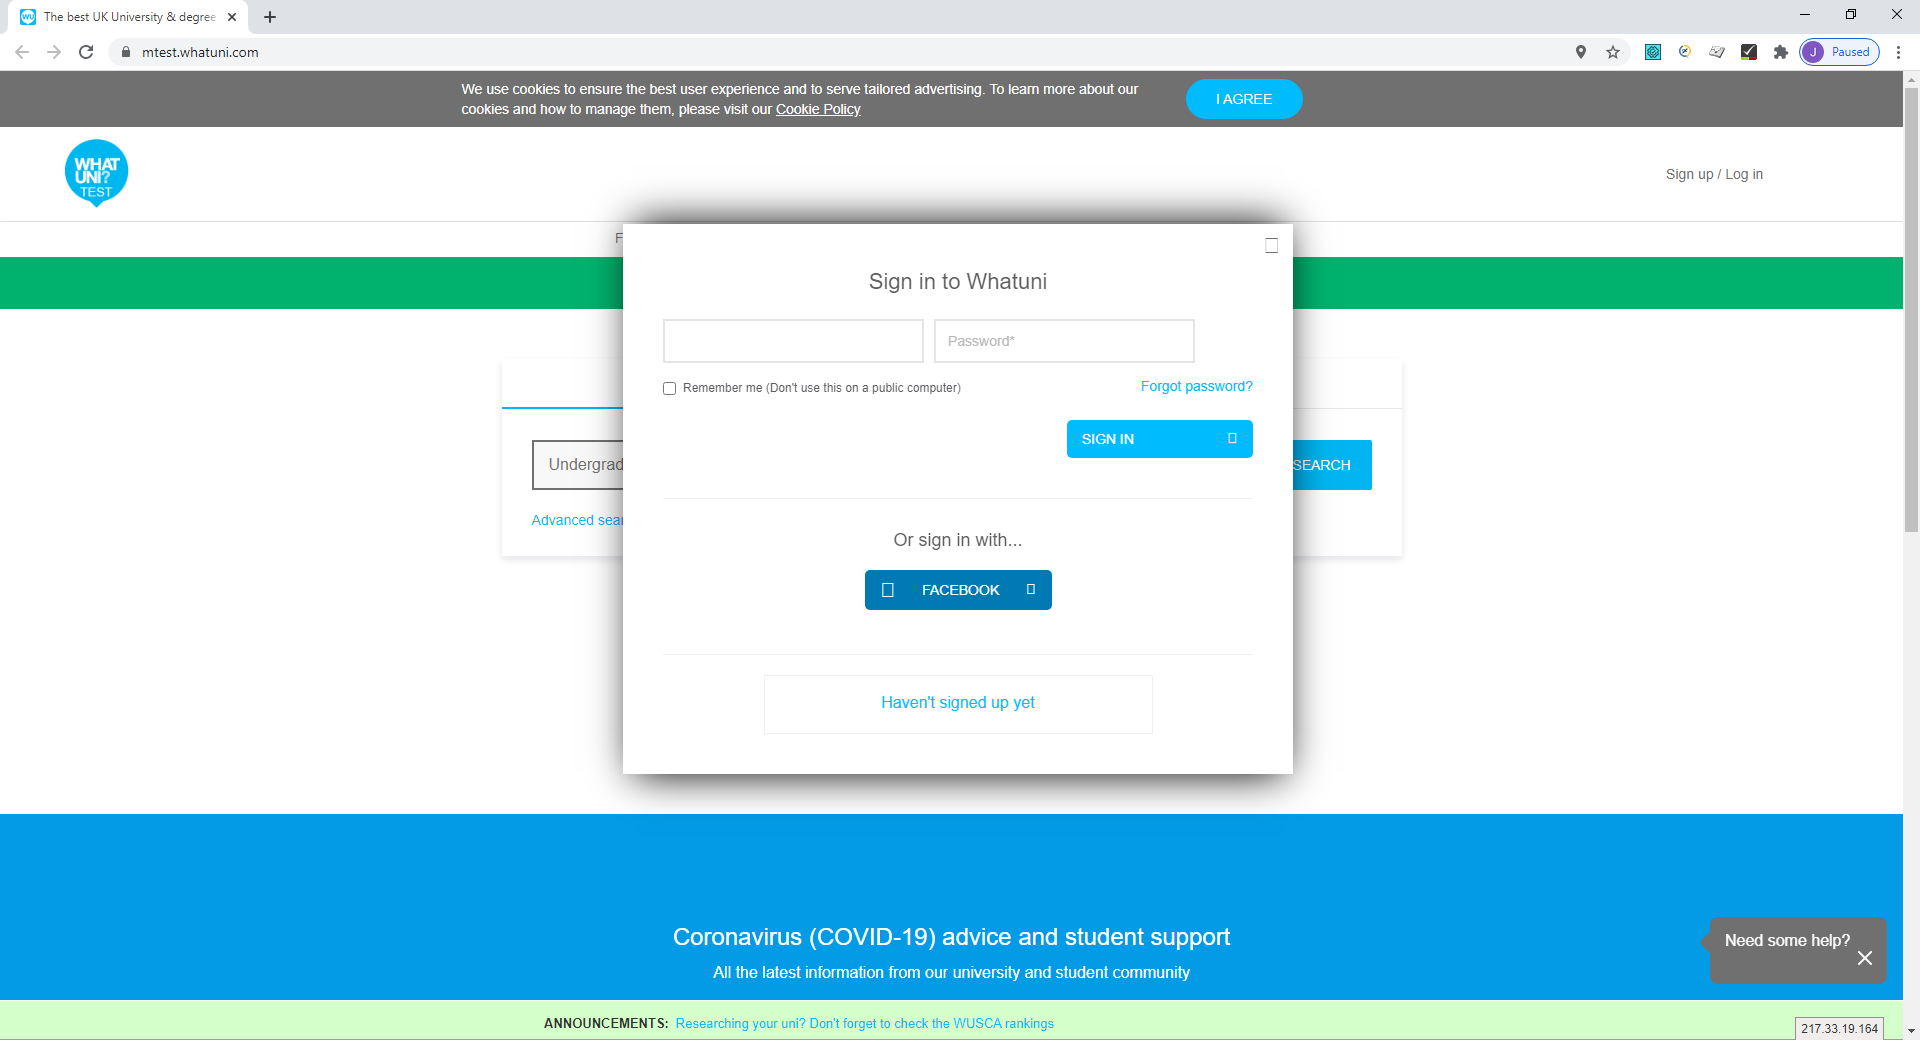 The best UK University & degree
mtest.whatuni.com
J Paused
We use cookies to ensure the best user experience and to serve tailored advertising. To learn more about our
cookies and how to manage them, please visit our Cookie Policy
I AGREE
WHAT
UNI?
TEST
Sign up / Log in
F
Sign in to Whatuni
Password*
Remember me (Don't use this on a public computer)
Forgot password?
SIGN IN
Undergrad
SEARCH
Advanced sear
Or sign in with...
FACEBOOK
Haven't signed up yet
Coronavirus (COVID-19) advice and student support
All the latest information from our university and student community
Need some help?
ANNOUNCEMENTS: Researching your uni? Don't forget to check the WUSCA rankings
217.33.19.164